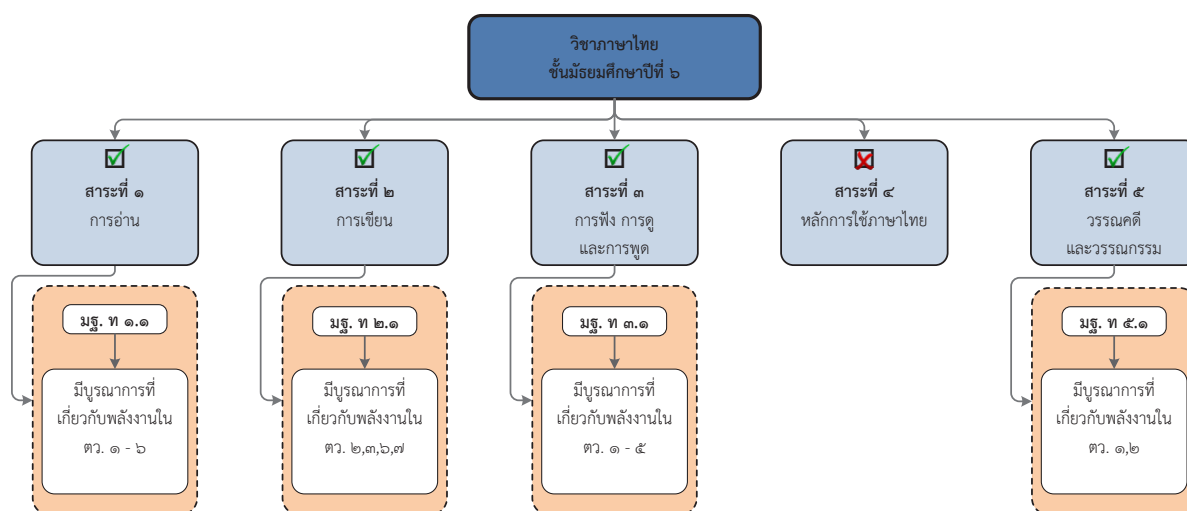 วิชาภาษาไทย
ชั้นมัธยมศึกษาปีที่ ๖
สาระที่ ๑
การอ่าน
สาระที่ ๒
การเขียน
สาระที่ ๓
การฟัง การดู
และการพูด
สาระที่ ๔
หลักการใช้ภาษาไทย
สาระที่ ๕
วรรณคดี
และวรรณกรรม
มฐ. ท ๑.๑
มีบูรณาการที่
เกี่ยวกับพลังงานใน
ตว. ๑ - ๖
มฐ. ท ๒.๑
มีบูรณาการที่
เกี่ยวกับพลังงานใน
ตว. ๒,๓,๖,๗
มฐ. ท ๓.๑
มีบูรณาการที่
เกี่ยวกับพลังงานใน
ตว. ๑ - ๕
มฐ. ท ๕.๑
มีบูรณาการที่
เกี่ยวกับพลังงานใน
ตว. ๑,๒